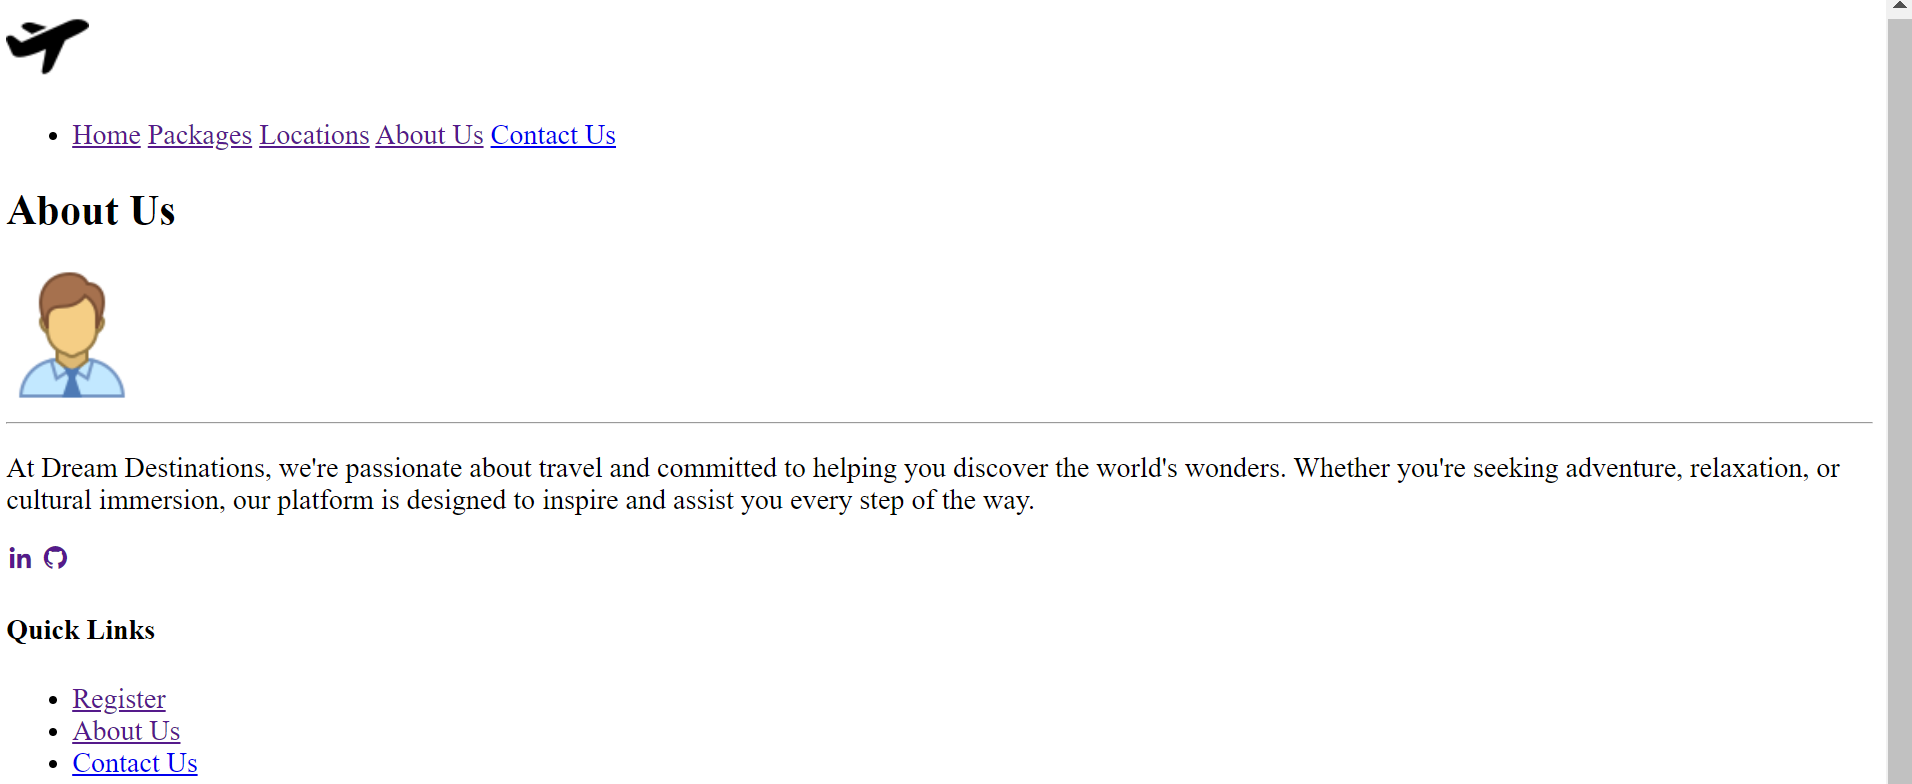 Home Packages Locations About Us Contact Us
About Us
At Dream Destinations, we're passionate about travel and committed to helping you discover the world's wonders. Whether you're seeking adventure, relaxation, or
cultural immersion, our platform is designed to inspire and assist you every step of the way.
in
Quick Links
Register
About Us
Contact Us